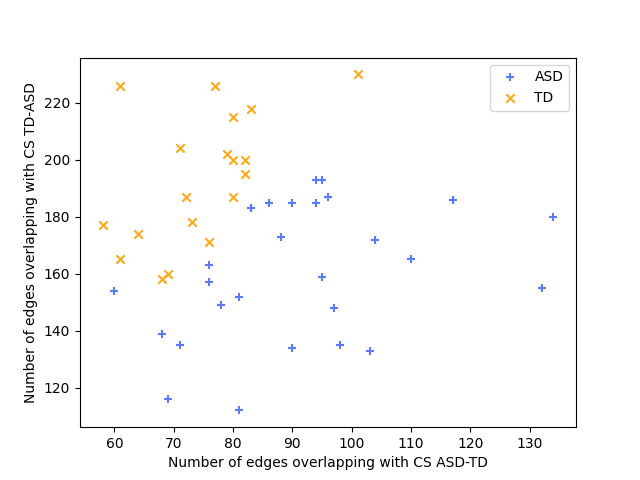 ASD
TD
220
200
180
160
140
120
Number of edges overlapping with CS TD-ASD
60 70 80 90 100 110 120 130
Number of edges overlapping with CS ASD-TD